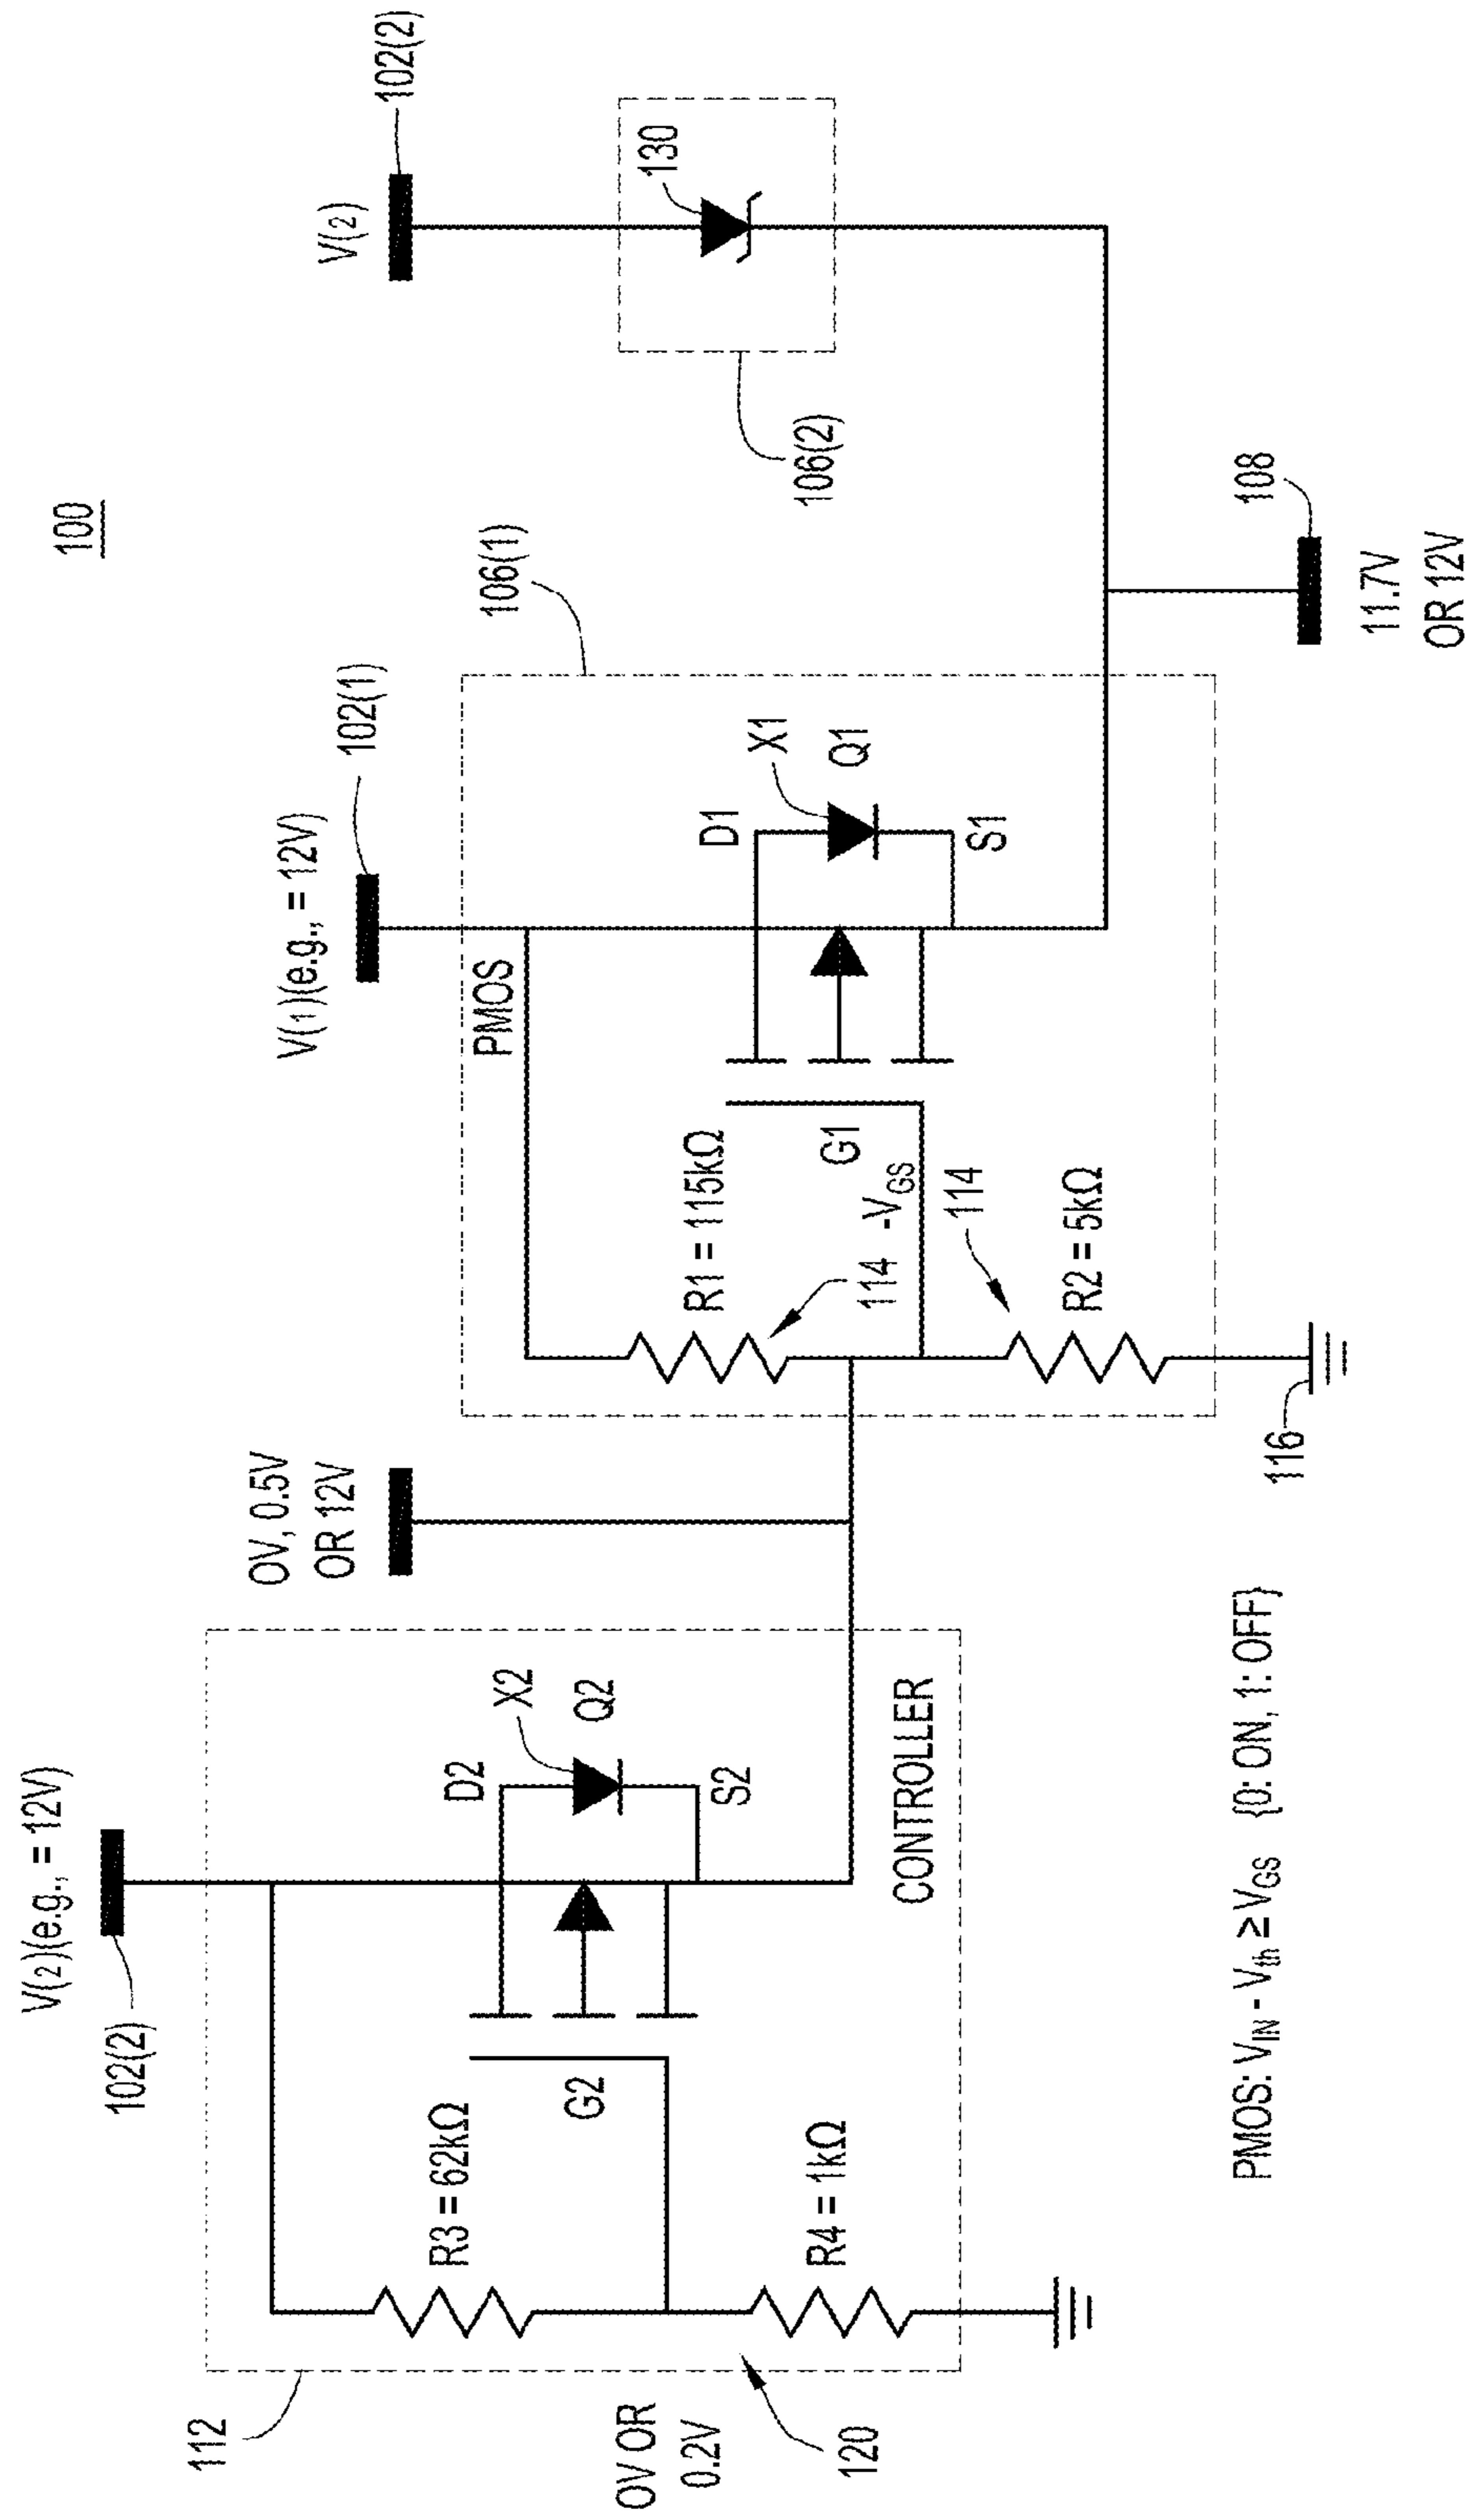 100
V(2)(e.g., = 12V)
102(2)
112
R3 = 62kΩ
G2
D2
X2
Q2
S2
R4 = 1kΩ
CONTROLLER
0V OR
0.2V
120
0V, 0.5V
OR 12V
V(1)(e.g., = 12V)
102(1)
106(1)
PMOS
R1 = 115kΩ
114
G1
-VGS
D1
X1
Q1
S1
114
R2 = 5kΩ
116
V(2)
102(2)
130
106(2)
108
11.7V
OR 12V
PMOS: VIN - Vth ≥ VGS {0: ON, 1: OFF}